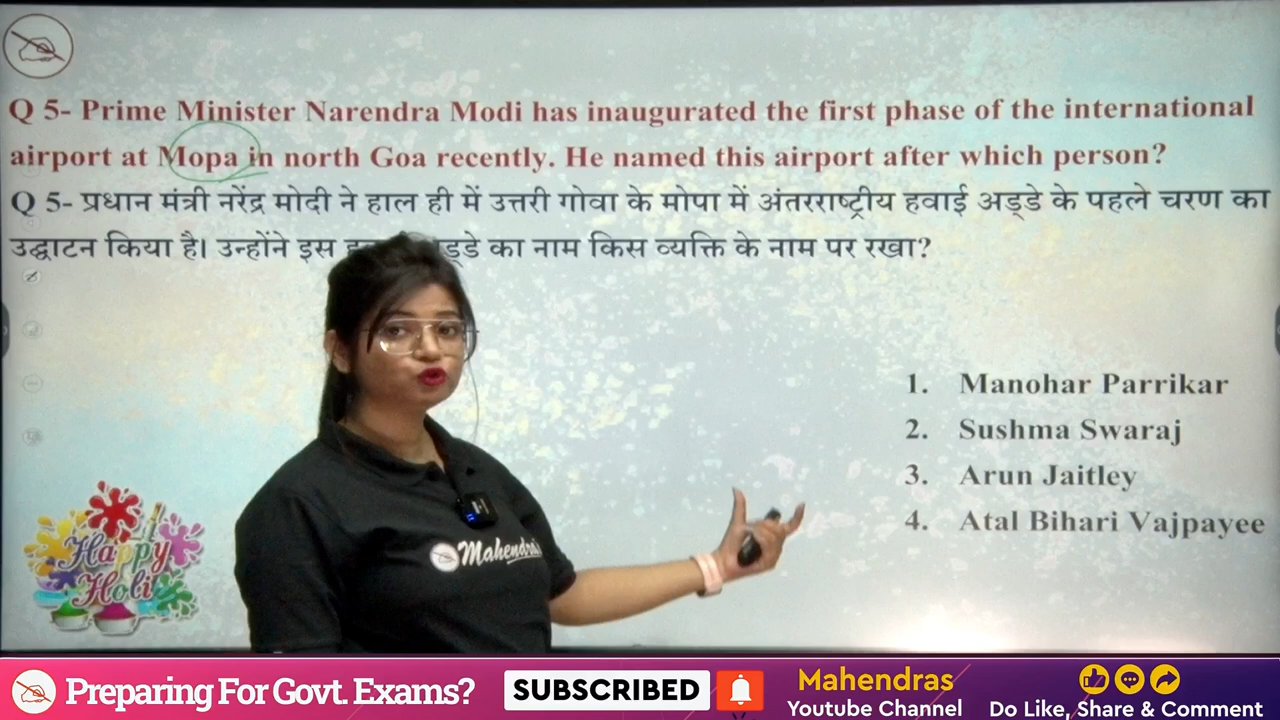 Q 5- Prime Minister Narendra Modi has inaugurated the first phase of the international
airport at Mopa in north Goa recently. He named this airport after which person?
Q 5- प्रधान मंत्री नरेंद्र मोदी ने हाल ही में उत्तरी गोवा के मोपा में अंतरराष्ट्रीय हवाई अड्डे के पहले चरण का
उद्घाटन किया है। उन्होंने इस का नाम किस व्यक्ति के नाम पर रखा?
1. Manohar Parrikar
2. Sushma Swaraj
3. Arun Jaitley
4. Atal Bihari Vajpayee
Happy
Holi
Mahendras
Preparing For Govt. Exams?
SUBSCRIBED
Mahendras
Youtube Channel
Do Like, Share & Comment